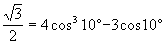 √3/2 = 4cos³10° − 3cos10°